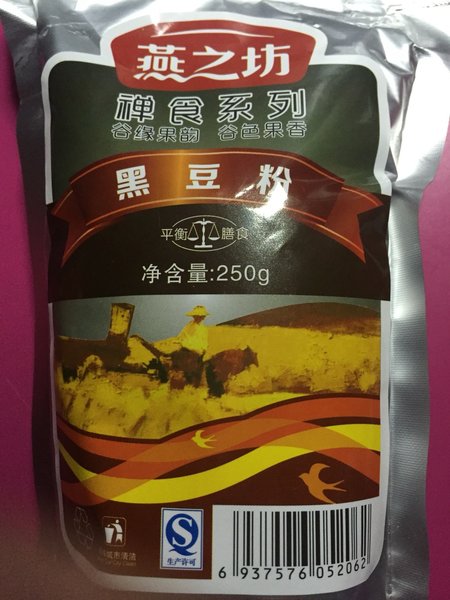 燕之坊
禅食系列
谷缘果韵 谷色果香
黑豆粉
平衡 膳食
净含量:250g
QS
生产许可
6 937576 052062